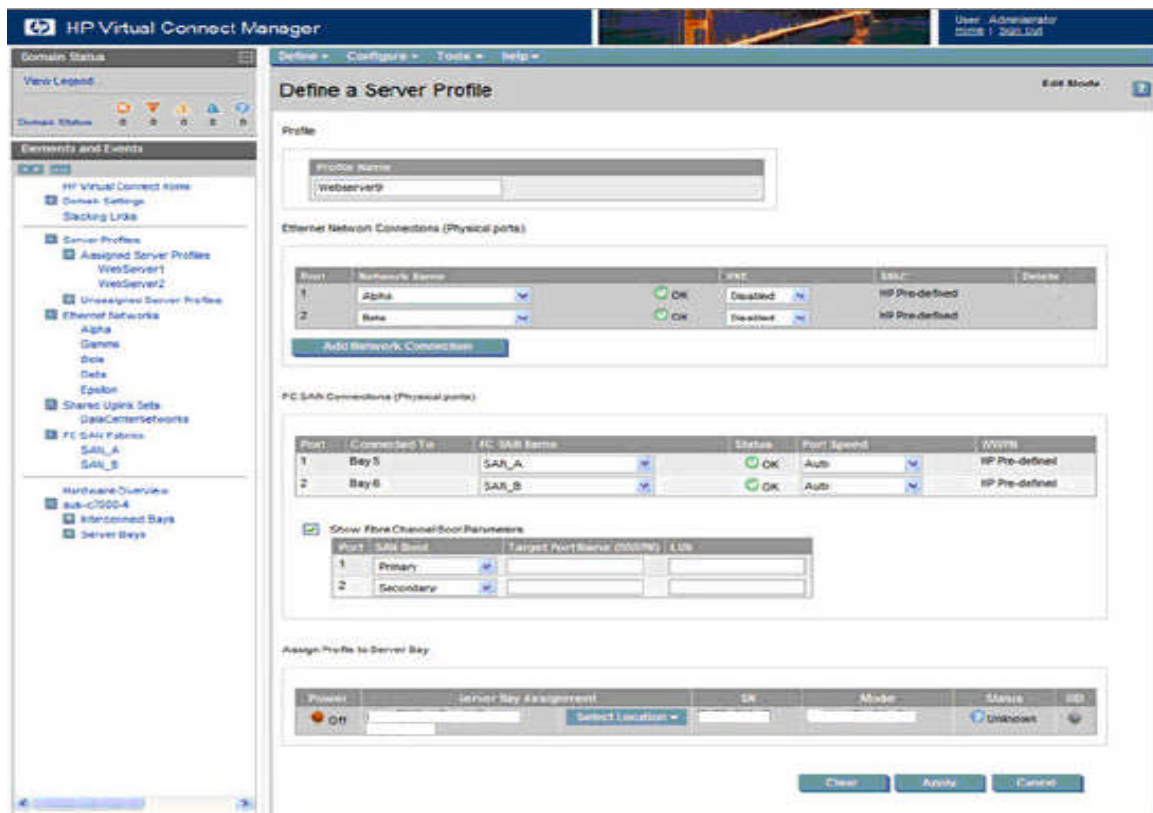 HP Virtual Connect Manager
User : Administrator
Home | Sign Out
Domain Status
View Legend...
Domain Status 0 0 0 0 0
Elements and Events
HP Virtual Connect Home
Domain Settings
Stacking Links
Server Profiles
Assigned Server Profiles
WebServer1
WebServer2
Unassigned Server Profiles
Ethernet Networks
Alpha
Gamma
Beta
Delta
Epsilon
Shared Uplink Sets
DataCenterNetworks
FC SAN Fabrics
SAN_A
SAN_B
Hardware Overview
Interconnect Bays
Server Bays
Define Configure Tools Help
Define a Server Profile
Edit Mode
?
Profile
Profile Name
Webserver9
Ethernet Network Connections (Physical ports)
Port Network Name PXE MAC Delete
1 Alpha OK Disabled HP Pre-defined
2 Beta OK Disabled HP Pre-defined
Add Network Connection
FC SAN Connections (Physical ports)
Port Connected To FC SAN Name Status Port Speed WWPN
1 Bay 5 SAN_A OK Auto HP Pre-defined
2 Bay 6 SAN_B OK Auto HP Pre-defined
Show Fibre Channel Boot Parameters
Port SAN Boot Target Port Name (WWPN) LUN
1 Primary
2 Secondary
Assign Profile to Server Bay
Power Server Bay Assignment SN Model Status UID
Off Select Location Unknown
Clear Apply Cancel